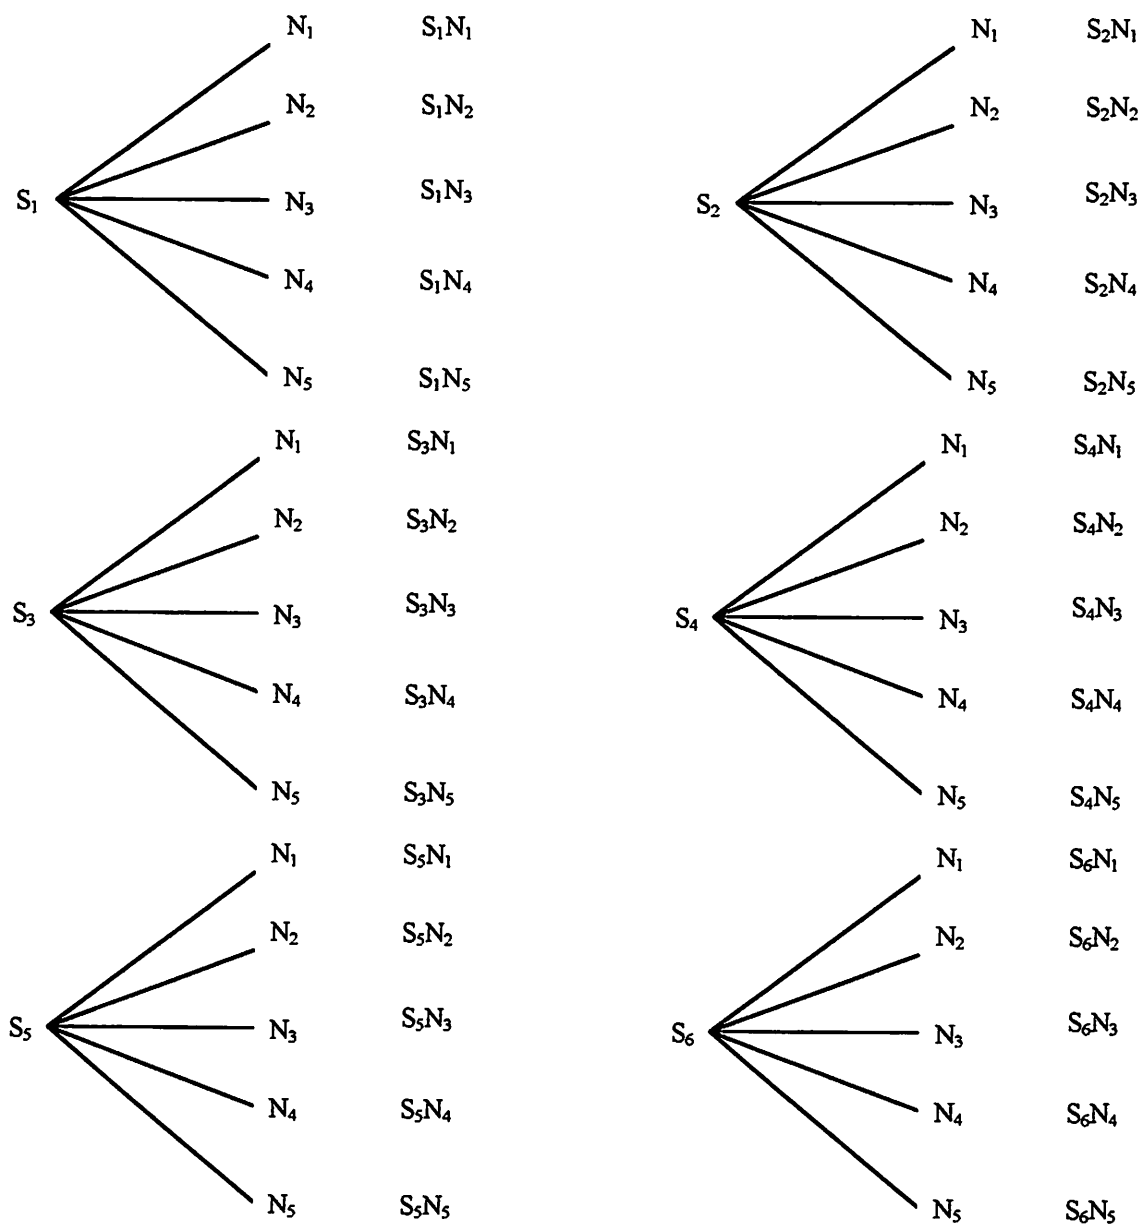 N₁ S₁N₁
N₂ S₁N₂
S₁ N₃ S₁N₃
N₄ S₁N₄
N₅ S₁N₅
N₁ S₂N₁
N₂ S₂N₂
S₂ N₃ S₂N₃
N₄ S₂N₄
N₅ S₂N₅
N₁ S₃N₁
N₂ S₃N₂
S₃ N₃ S₃N₃
N₄ S₃N₄
N₅ S₃N₅
N₁ S₄N₁
N₂ S₄N₂
S₄ N₃ S₄N₃
N₄ S₄N₄
N₅ S₄N₅
N₁ S₅N₁
N₂ S₅N₂
S₅ N₃ S₅N₃
N₄ S₅N₄
N₅ S₅N₅
N₁ S₆N₁
N₂ S₆N₂
S₆ N₃ S₆N₃
N₄ S₆N₄
N₅ S₆N₅